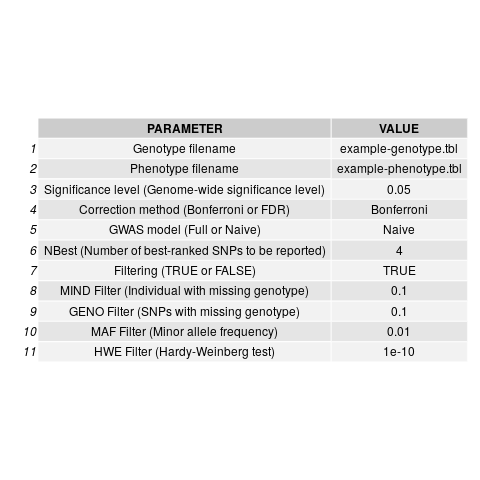 PARAMETER VALUE
1 Genotype filename example-genotype.tbl
2 Phenotype filename example-phenotype.tbl
3 Significance level (Genome-wide significance level) 0.05
4 Correction method (Bonferroni or FDR) Bonferroni
5 GWAS model (Full or Naive) Naive
6 NBest (Number of best-ranked SNPs to be reported) 4
7 Filtering (TRUE or FALSE) TRUE
8 MIND Filter (Individual with missing genotype) 0.1
9 GENO Filter (SNPs with missing genotype) 0.1
10 MAF Filter (Minor allele frequency) 0.01
11 HWE Filter (Hardy-Weinberg test) 1e-10